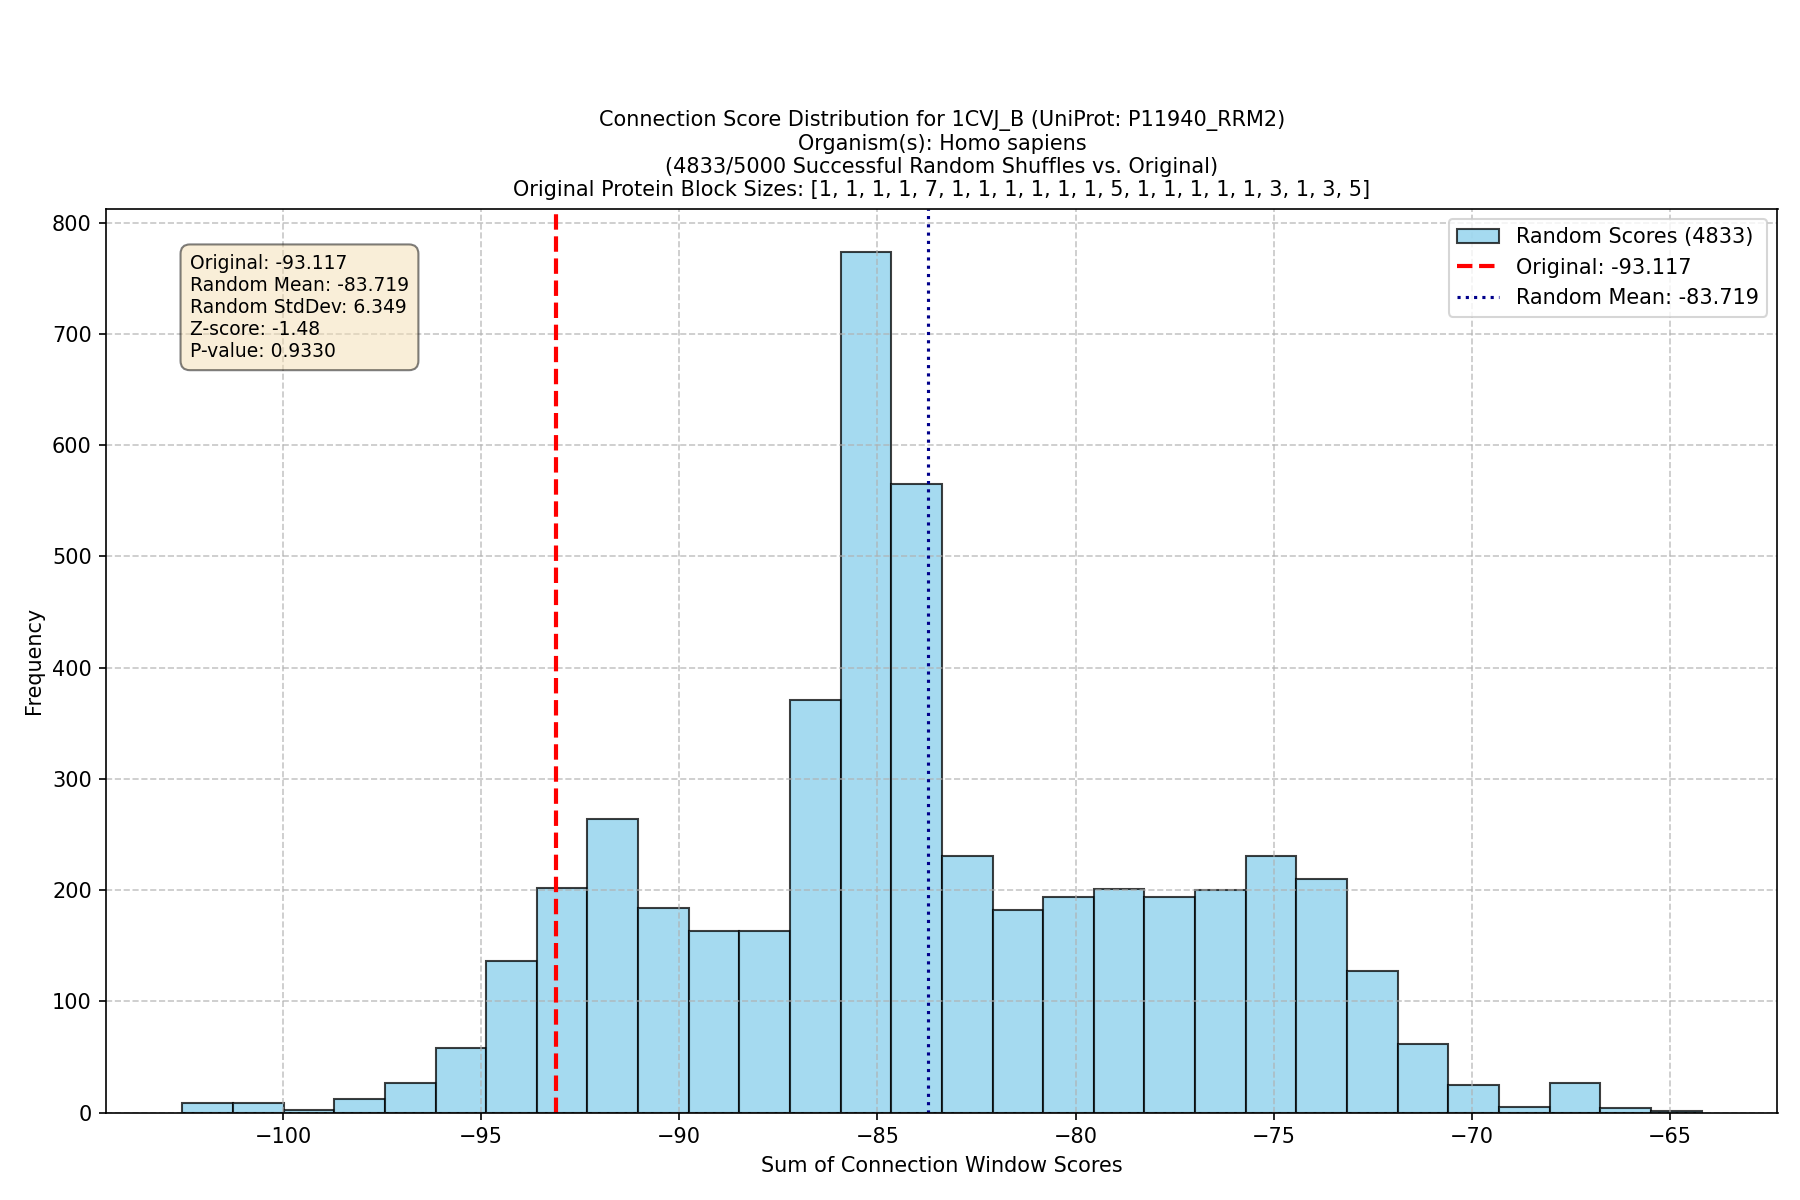 Connection Score Distribution for 1CVJ_B (UniProt: P11940_RRM2)
Organism(s): Homo sapiens
(4833/5000 Successful Random Shuffles vs. Original)
Original Protein Block Sizes: [1, 1, 1, 1, 7, 1, 1, 1, 1, 1, 1, 5, 1, 1, 1, 1, 1, 3, 1, 3, 5]
Original: -93.117
Random Mean: -83.719
Random StdDev: 6.349
Z-score: -1.48
P-value: 0.9330
Random Scores (4833)
Original: -93.117
Random Mean: -83.719
Frequency
800
700
600
500
400
300
200
100
0
−100
−95
−90
−85
−80
−75
−70
−65
Sum of Connection Window Scores